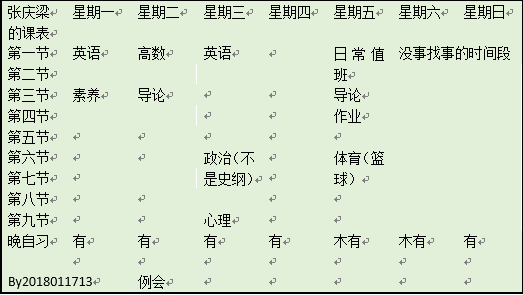 张庆梁 星期一 星期二 星期三 星期四 星期五 星期六 星期日
的课表
第一节 英语 高数 英语 日常值 没事找事的时间段
第二节 班
第三节 素养 导论 导论
第四节 作业
第五节
第六节 政治(不 体育(篮
第七节 是史纲) 球)
第八节
第九节 心理
晚自习 有 有 有 有 木有 木有 有
By2018011713 例会